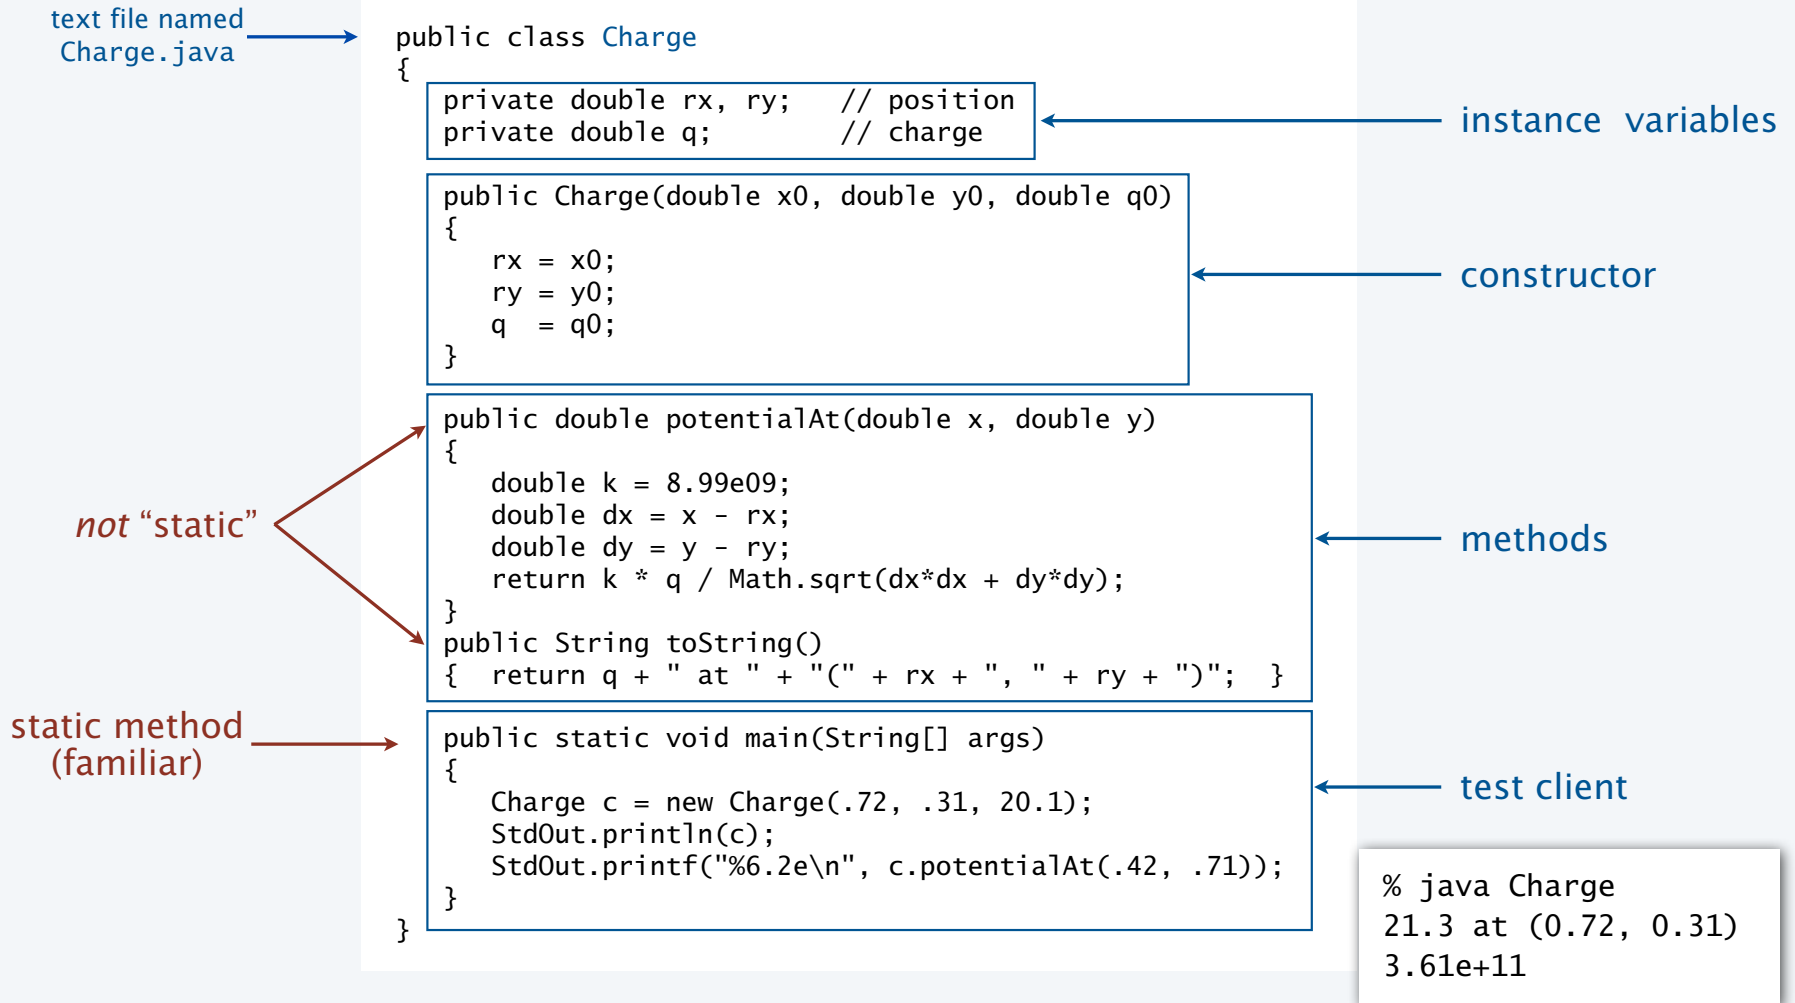 text file named
Charge.java
public class Charge
{
private double rx, ry;   // position
private double q;        // charge
instance variables
public Charge(double x0, double y0, double q0)
{
rx = x0;
ry = y0;
q  = q0;
}
constructor
public double potentialAt(double x, double y)
{
double k = 8.99e09;
double dx = x - rx;
double dy = y - ry;
return k * q / Math.sqrt(dx*dx + dy*dy);
}
public String toString()
{  return q + " at " + "(" + rx + ", " + ry + ")";  }
not “static”
methods
static method
(familiar)
public static void main(String[] args)
{
Charge c = new Charge(.72, .31, 20.1);
StdOut.println(c);
StdOut.printf("%6.2e\n", c.potentialAt(.42, .71));
}
}
test client
% java Charge
21.3 at (0.72, 0.31)
3.61e+11